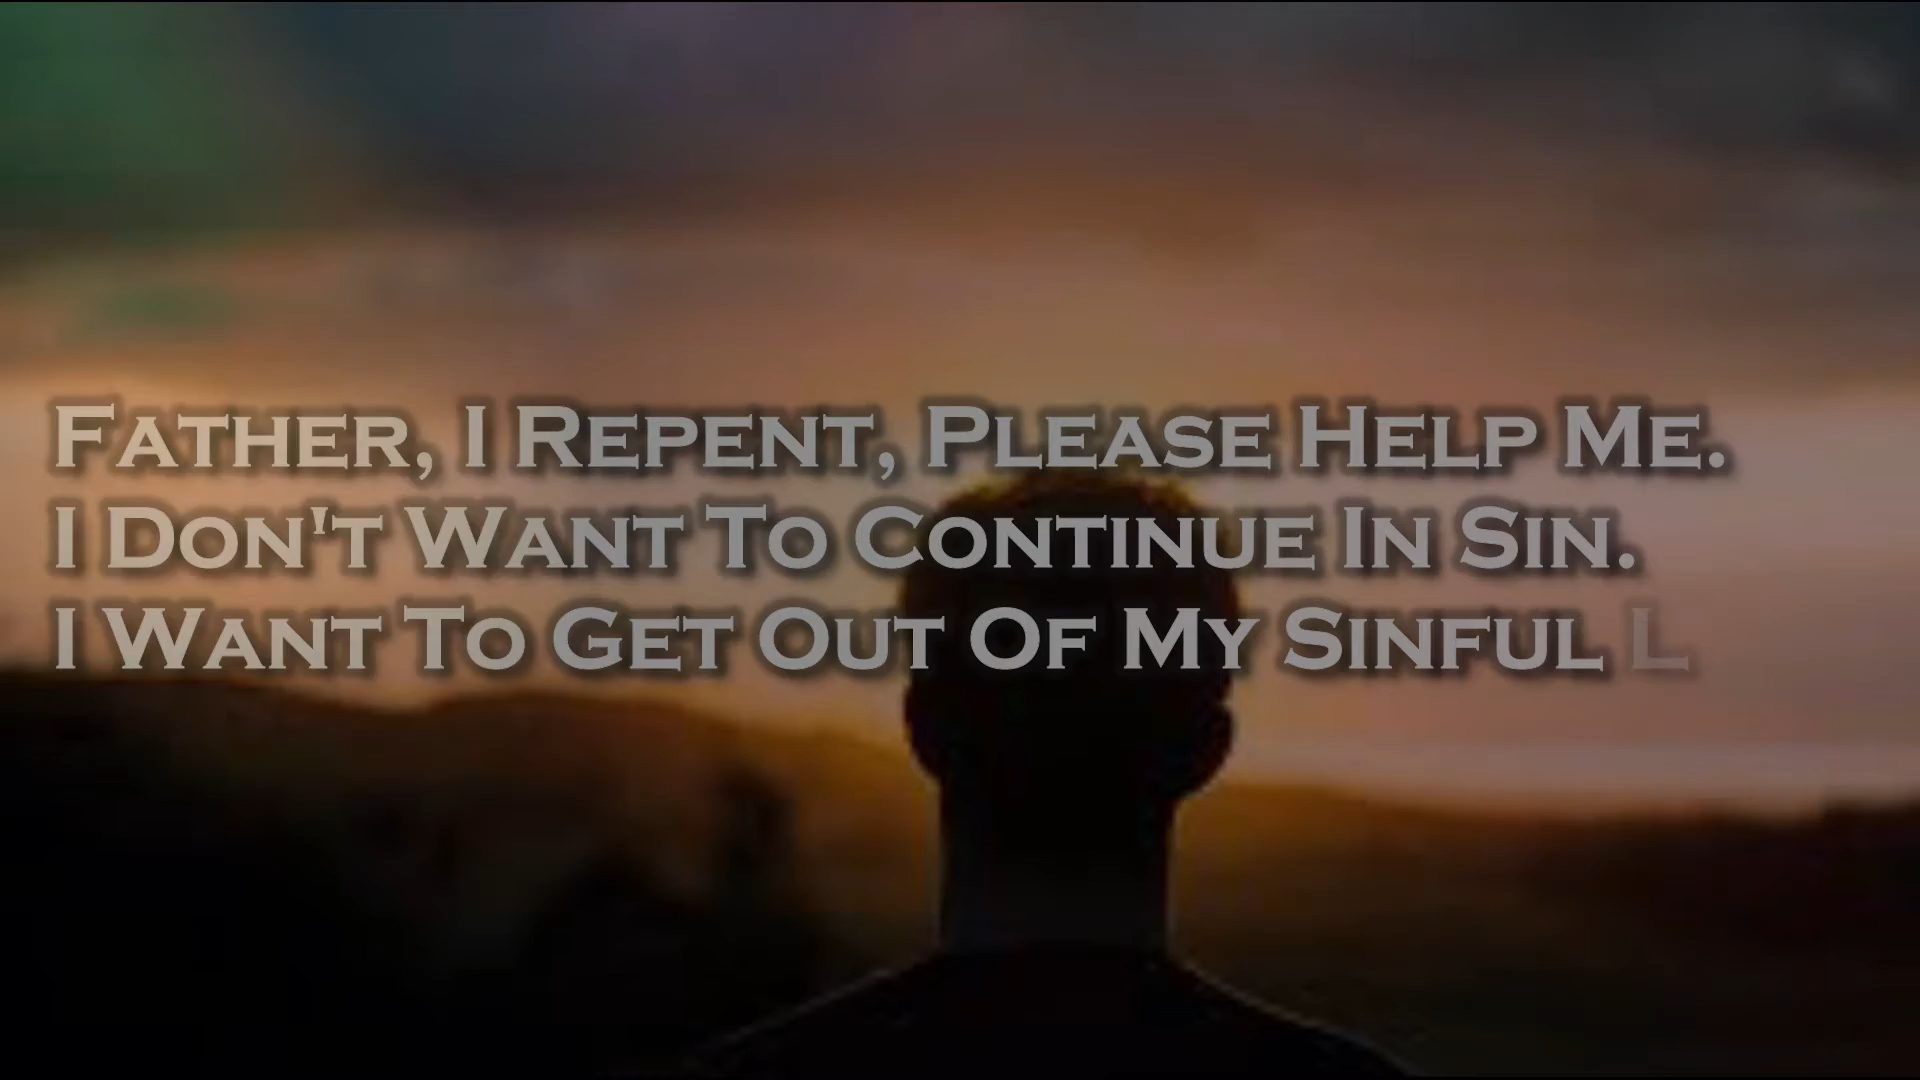 Father, I Repent, Please Help Me.
I Don't Want To Continue In Sin.
I Want To Get Out Of My Sinful L